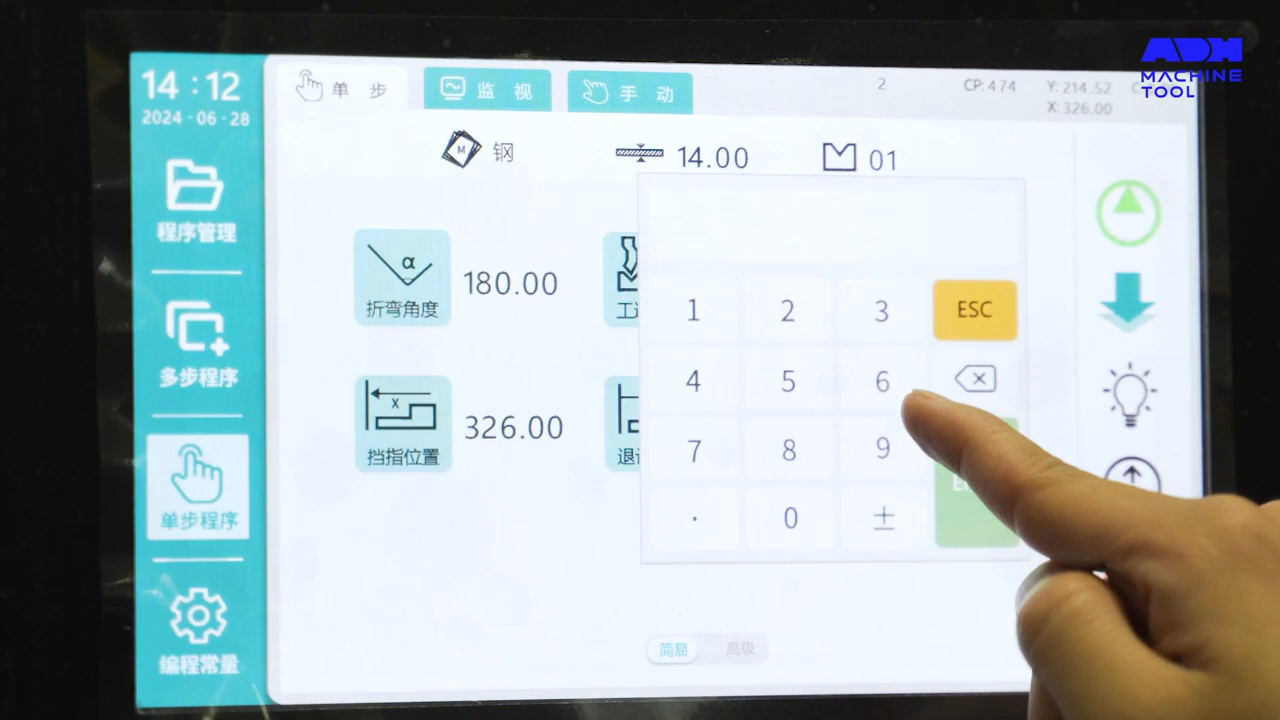 ADH
MACHINE
TOOL
14:12
2024-06-28
单步
监视
手动
2
CP:474
Y:214.52
X:326.00
M
钢
14.00
01
程序管理
α
折弯角度
180.00
1
2
3
ESC
多步程序
4
5
6
X
挡指位置
326.00
7
8
9
.
0
±
单步程序
编程常量
简易
高级